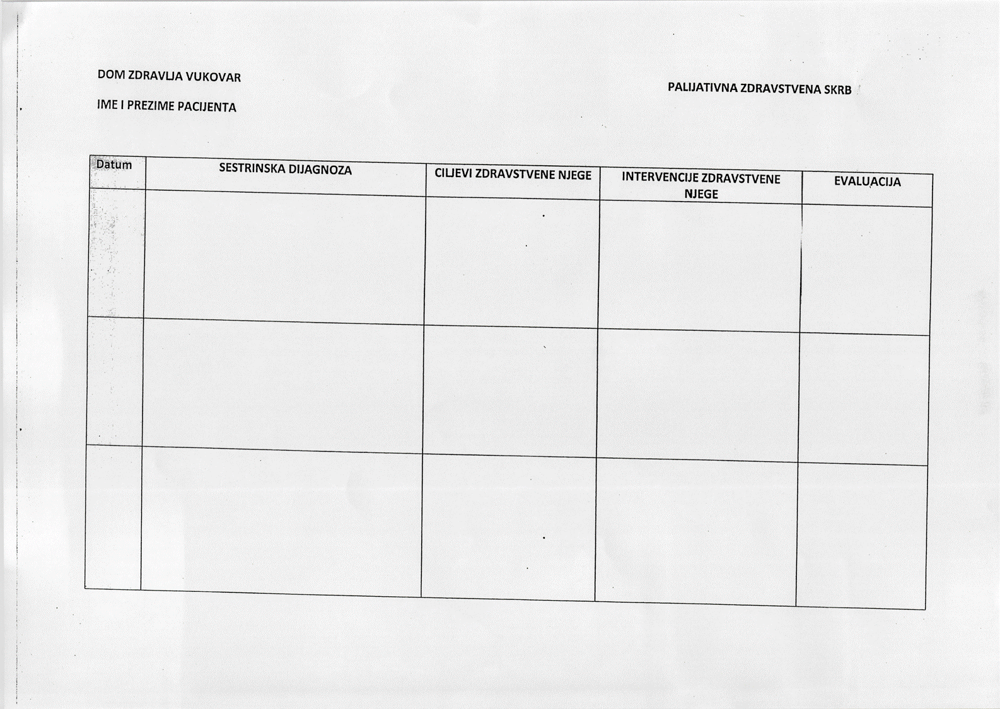 DOM ZDRAVLJA VUKOVAR
PALIJATIVNA ZDRAVSTVENA SKRB
IME I PREZIME PACIJENTA
Datum
SESTRINSKA DIJAGNOZA
CILJEVI ZDRAVSTVENE NJEGE
INTERVENCIJE ZDRAVSTVENE
NJEGE
EVALUACIJA